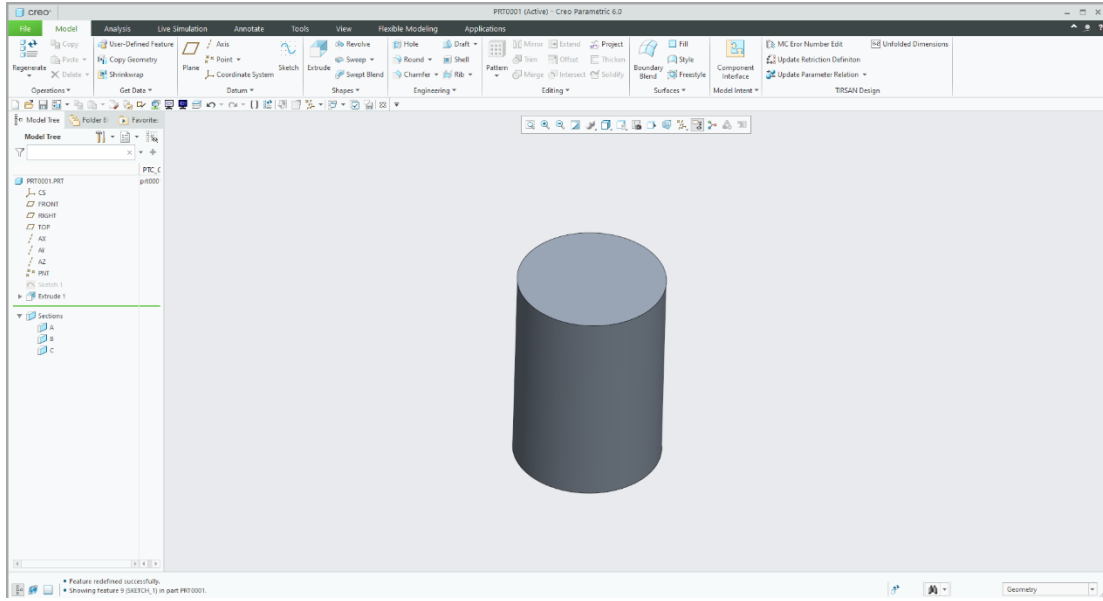 creo
PRT0001 (Active) - Creo Parametric 6.0
File Model Analysis Live Simulation Annotate Tools View Flexible Modeling Applications
Regenerate
Copy
Paste
Delete
Operations
User-Defined Feature
Copy Geometry
Shrinkwrap
Get Data
Plane
Axis
Point
Coordinate System
Sketch
Datum
Extrude
Revolve
Sweep
Swept Blend
Shapes
Hole
Round
Chamfer
Draft
Shell
Rib
Engineering
Pattern
Mirror
Trim
Merge
Extend
Offset
Intersect
Project
Thicken
Solidify
Editing
Boundary
Blend
Fill
Style
Freestyle
Surfaces
Component
Interface
Model Intent
MC Eror Number Edit
Update Retriction Definiton
Update Parameter Relation
Unfolded Dimensions
TIRSAN Design
Model Tree Folder B Favorite
Model Tree
PTC_C
PRT0001.PRT prt000
CS
FRONT
RIGHT
TOP
AX
AZ
PNT
Sketch 1
Extrude 1
Sections
A
B
C
Feature redefined successfully.
Showing feature 9 (SKETCH_1) in part PRT0001.
Geometry